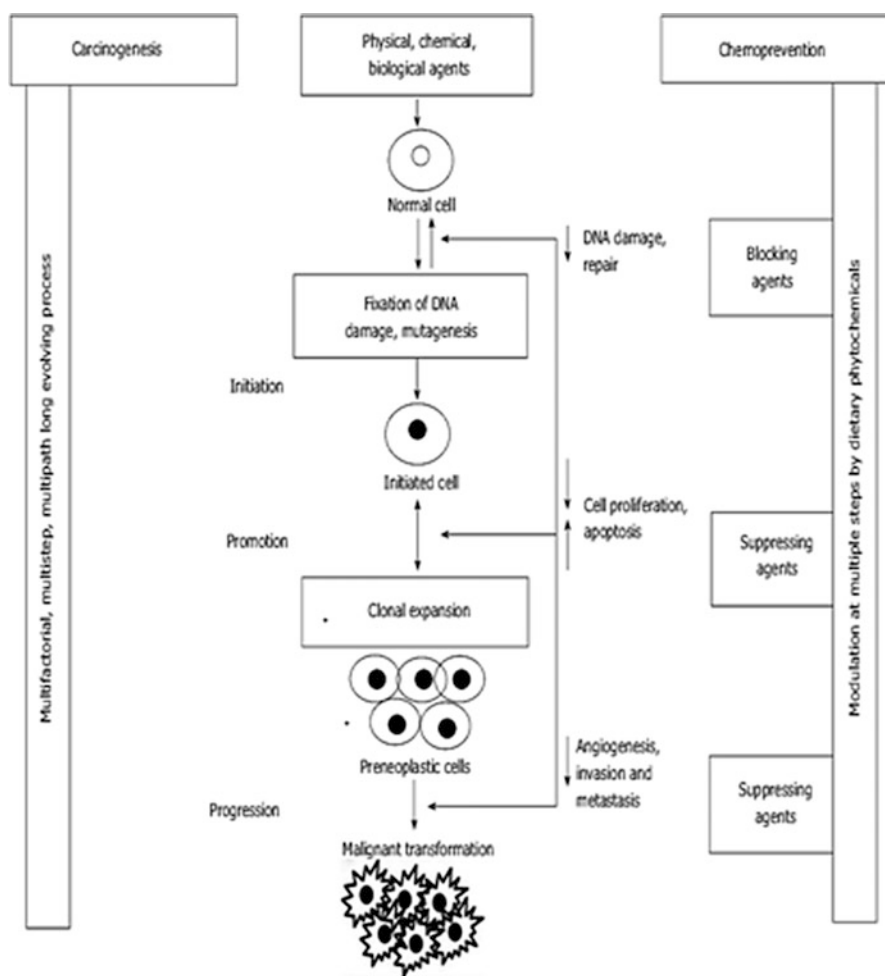 Carcinogenesis
Physical, chemical,
biological agents
Chemoprevention
Normal cell
DNA damage,
repair
Blocking
agents
Fixation of DNA
damage, mutagenesis
Initiation
Initiated cell
Cell proliferation,
apoptosis
Promotion
Suppressing
agents
Clonal expansion
Preneoplastic cells
Angiogenesis,
invasion and
metastasis
Suppressing
agents
Progression
Malignant transformation
Multifactorial, multistep, multipath long evolving process
Modulation at multiple steps by dietary phytochemicals